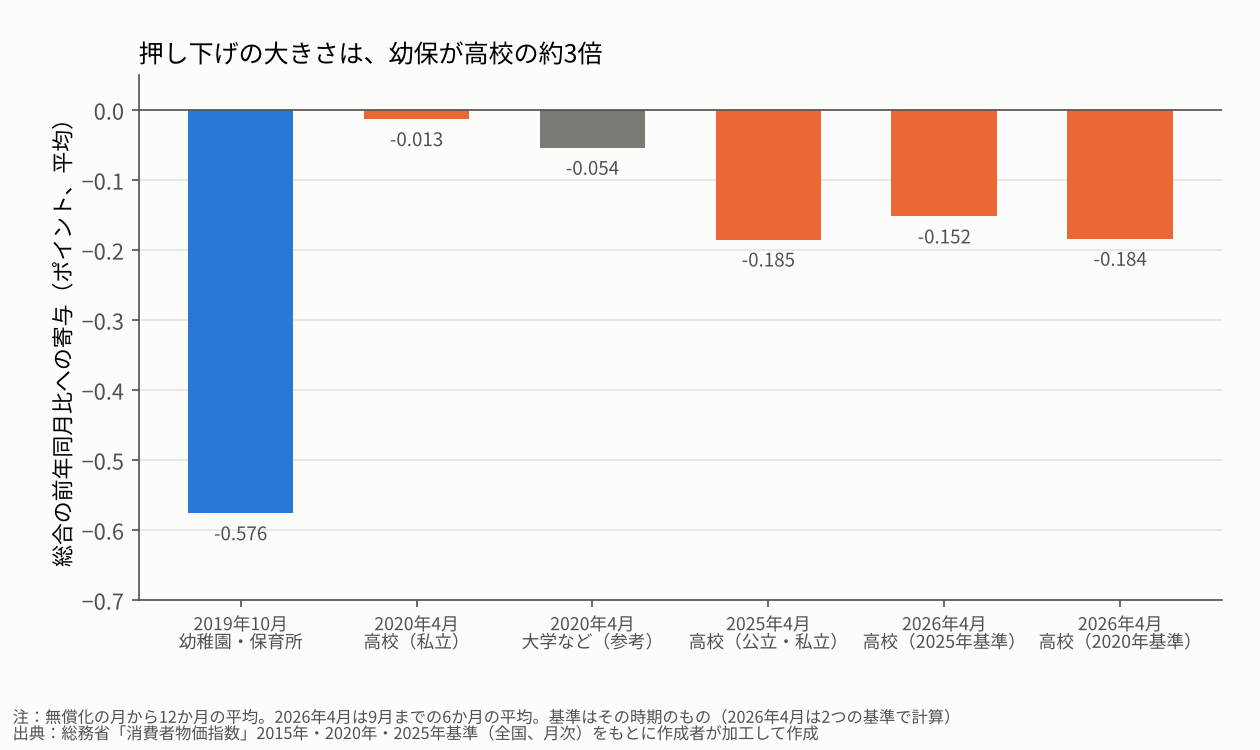 押し下げの大きさは、幼保が高校の約3倍
総合の前年同月比への寄与（ポイント、平均）
0.0
−0.1
−0.2
−0.3
−0.4
−0.5
−0.6
−0.7
-0.576
-0.013
-0.054
-0.185
-0.152
-0.184
2019年10月
幼稚園・保育所
2020年4月
高校（私立）
2020年4月
大学など（参考）
2025年4月
高校（公立・私立）
2026年4月
高校（2025年基準）
2026年4月
高校（2020年基準）
注：無償化の月から12か月の平均。2026年4月は9月までの6か月の平均。基準はその時期のもの（2026年4月は2つの基準で計算）
出典：総務省「消費者物価指数」2015年・2020年・2025年基準（全国、月次）をもとに作成者が加工して作成